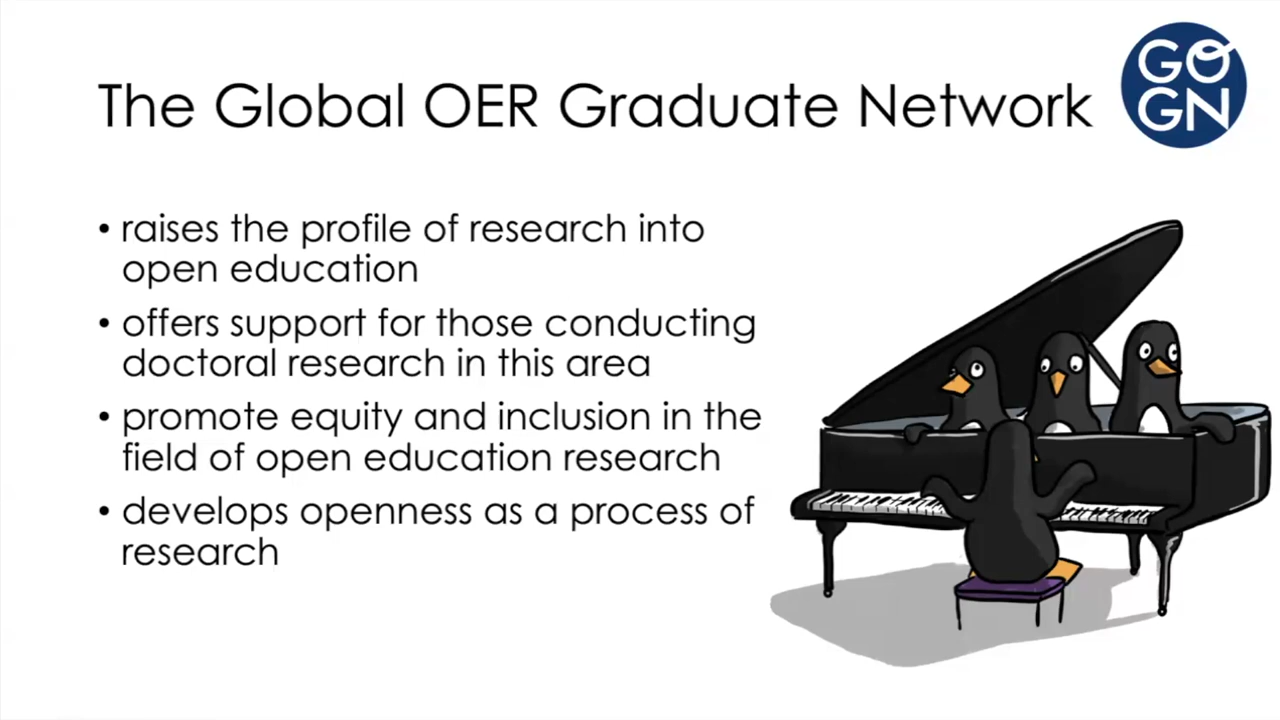 The Global OER Graduate Network
GO
GN
• raises the profile of research into
open education
• offers support for those conducting
doctoral research in this area
• promote equity and inclusion in the
field of open education research
• develops openness as a process of
research